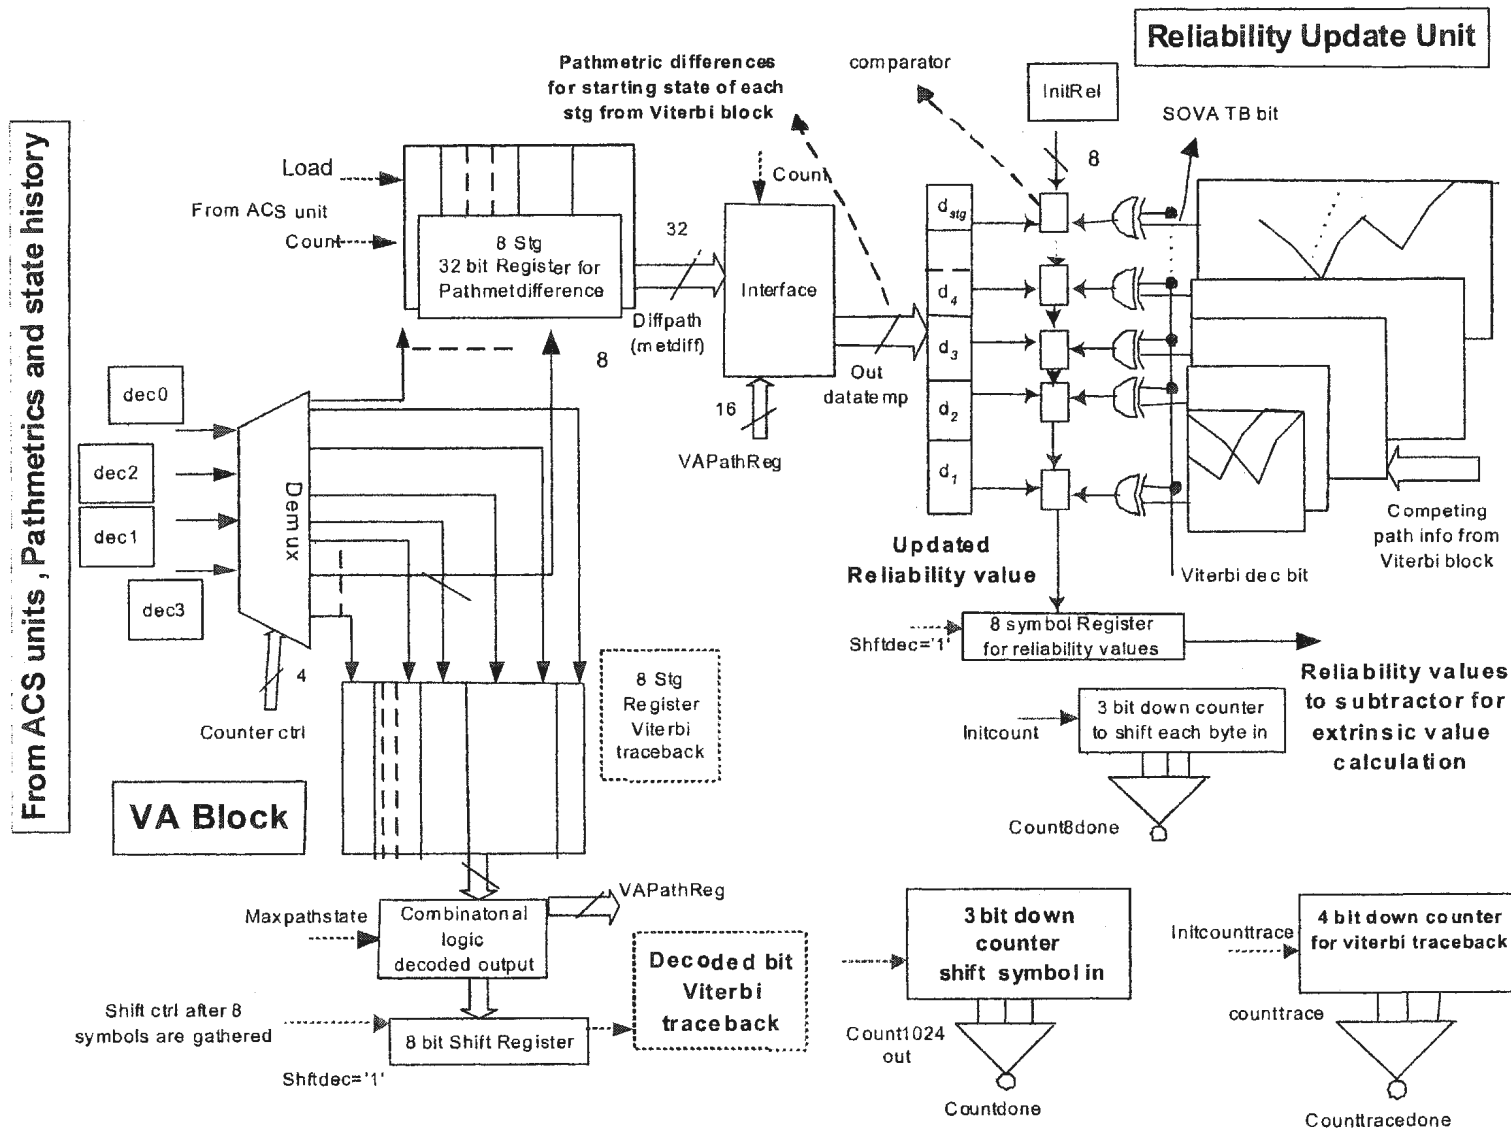 Reliability Update Unit
Pathmetric differences
for starting state of each
stg from Viterbi block
comparator
InitRel
SOVA TB bit
8
From ACS units , Pathmetrics and state history
Load
From ACS unit
Count
8 Stg
32 bit Register for
Pathmetdifference
32
Diffpath
(metdiff)
8
Count
Interface
16
VAPathReg
Out
datatemp
dstg
d4
d3
d2
d1
dec0
dec2
dec1
dec3
Demux
4
Counter ctrl
Competing
path info from
Viterbi block
Viterbi dec bit
Updated
Reliability value
Shftdec='1'
8 symbol Register
for reliability values
Reliability values
to subtractor for
extrinsic value
calculation
8 Stg
Register
Viterbi
traceback
Initcount
3 bit down counter
to shift each byte in
Count8done
VA Block
Maxpathstate
Combinatonal
logic
decoded output
VAPathReg
Shift ctrl after 8
symbols are gathered
8 bit Shift Register
Shftdec='1'
Decoded bit
Viterbi
traceback
3 bit down
counter
shift symbol in
Count1024
out
Countdone
Initcounttrace
4 bit down counter
for viterbi traceback
counttrace
Counttracedone